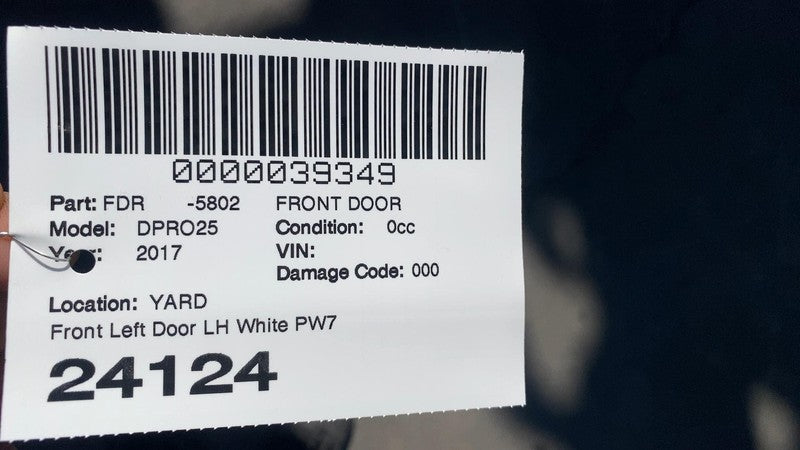 0000039349
Part: FDR -5802 FRONT DOOR
Model: DPRO25 Condition: 0cc
Year: 2017 VIN:
Damage Code: 000
Location: YARD
Front Left Door LH White PW7
24124